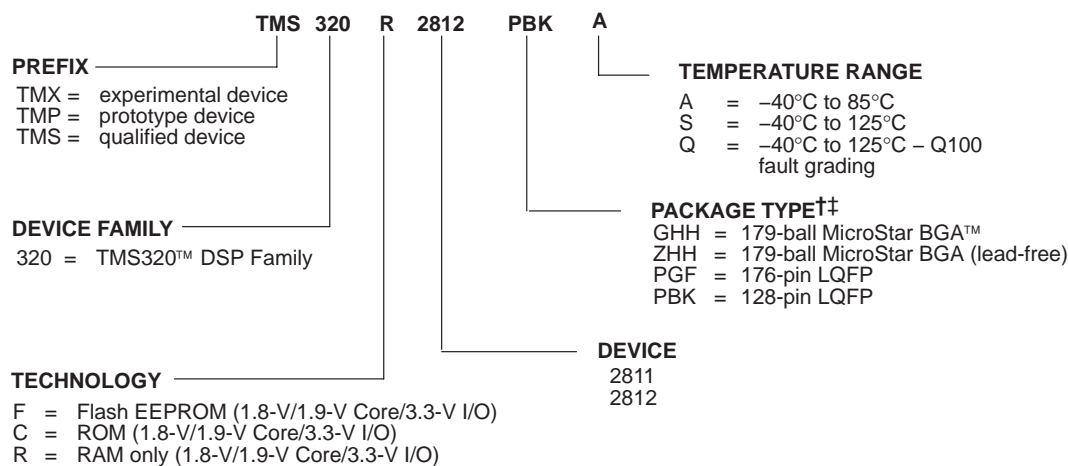 TMS 320 R 2812 PBK A
PREFIX
TMX = experimental device
TMP = prototype device
TMS = qualified device
TEMPERATURE RANGE
A = −40°C to 85°C
S = −40°C to 125°C
Q = −40°C to 125°C − Q100
fault grading
DEVICE FAMILY
320 = TMS320™ DSP Family
PACKAGE TYPE†‡
GHH = 179-ball MicroStar BGA™
ZHH = 179-ball MicroStar BGA (lead-free)
PGF = 176-pin LQFP
PBK = 128-pin LQFP
DEVICE
2811
2812
TECHNOLOGY
F = Flash EEPROM (1.8-V/1.9-V Core/3.3-V I/O)
C = ROM (1.8-V/1.9-V Core/3.3-V I/O)
R = RAM only (1.8-V/1.9-V Core/3.3-V I/O)